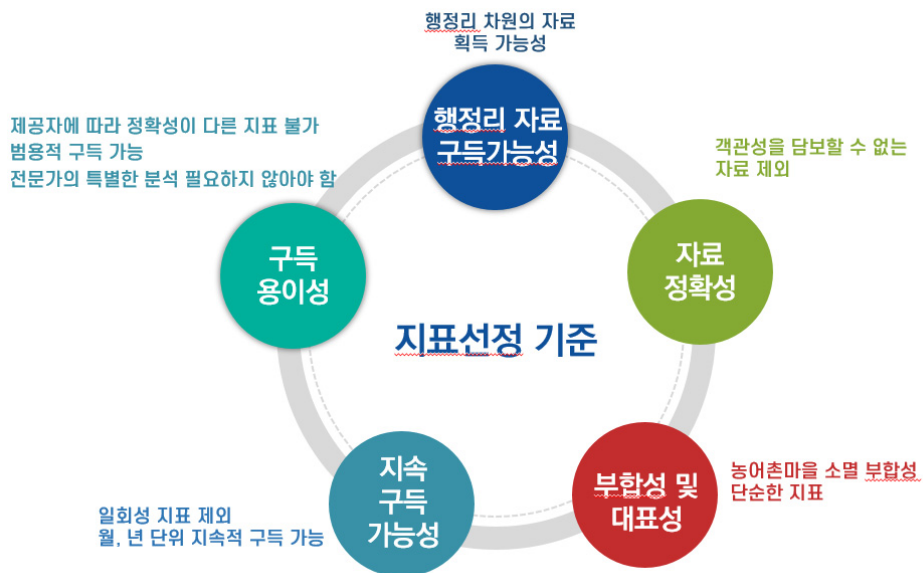 행정리 차원의 자료
획득 가능성
행정리 자료
구득가능성
제공자에 따라 정확성이 다른 지표 불가
범용적 구득 가능
전문가의 특별한 분석 필요하지 않아야 함
객관성을 담보할 수 없는
자료 제외
구득
용이성
자료
정확성
지표선정 기준
지속
구득
가능성
부합성 및
대표성
농어촌마을 소멸 부합성
단순한 지표
일회성 지표 제외
월, 년 단위 지속적 구득 가능